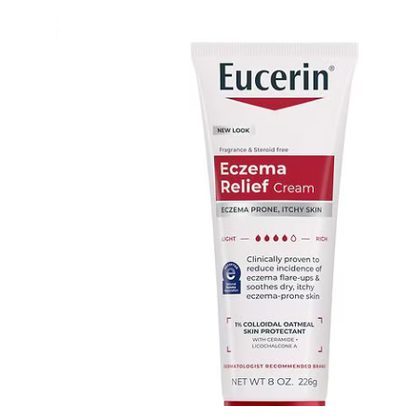 Eucerin®
NEW LOOK
Fragrance & Steroid free
Eczema
Relief Cream
ECZEMA PRONE, ITCHY SKIN
LIGHT RICH
Clinically proven to
reduce incidence of
eczema flare-ups &
soothes dry, itchy
eczema-prone skin
1% COLLOIDAL OATMEAL
SKIN PROTECTANT
WITH CERAMIDE +
LICOCHALCONE A
DERMATOLOGIST RECOMMENDED BRAND
NET WT 8 OZ. 226g